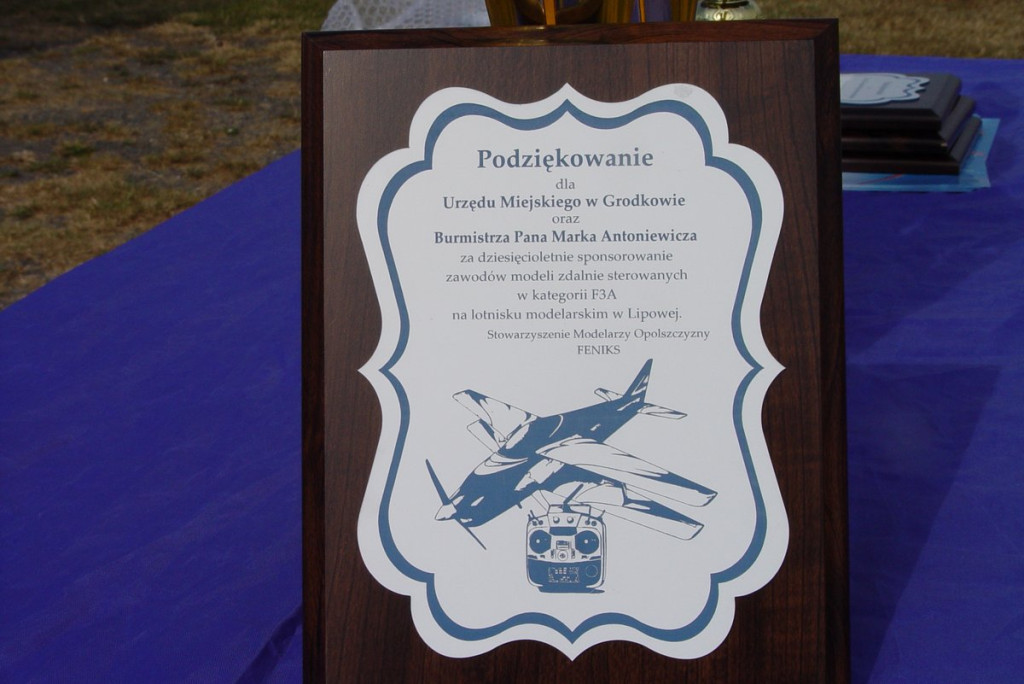 Podziękowanie
dla
Urzędu Miejskiego w Grodkowie
oraz
Burmistrza Pana Marka Antoniewicza
za dziesięcioletnie sponsorowanie
zawodów modeli zdalnie sterowanych
w kategorii F3A
na lotnisku modelarskim w Lipowej.
Stowarzyszenie Modelarzy Opolszczyzny
FENIKS